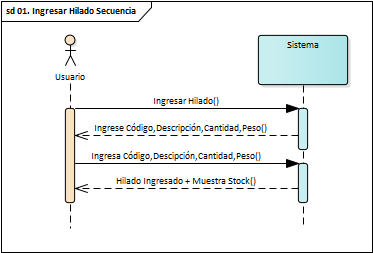 sd 01. Ingresar Hilado Secuencia
Usuario
Sistema
Ingresar Hilado()
Ingrese Código,Descripción,Cantidad,Peso()
Ingresa Código,Descipción,Cantidad,Peso()
Hilado Ingresado + Muestra Stock()